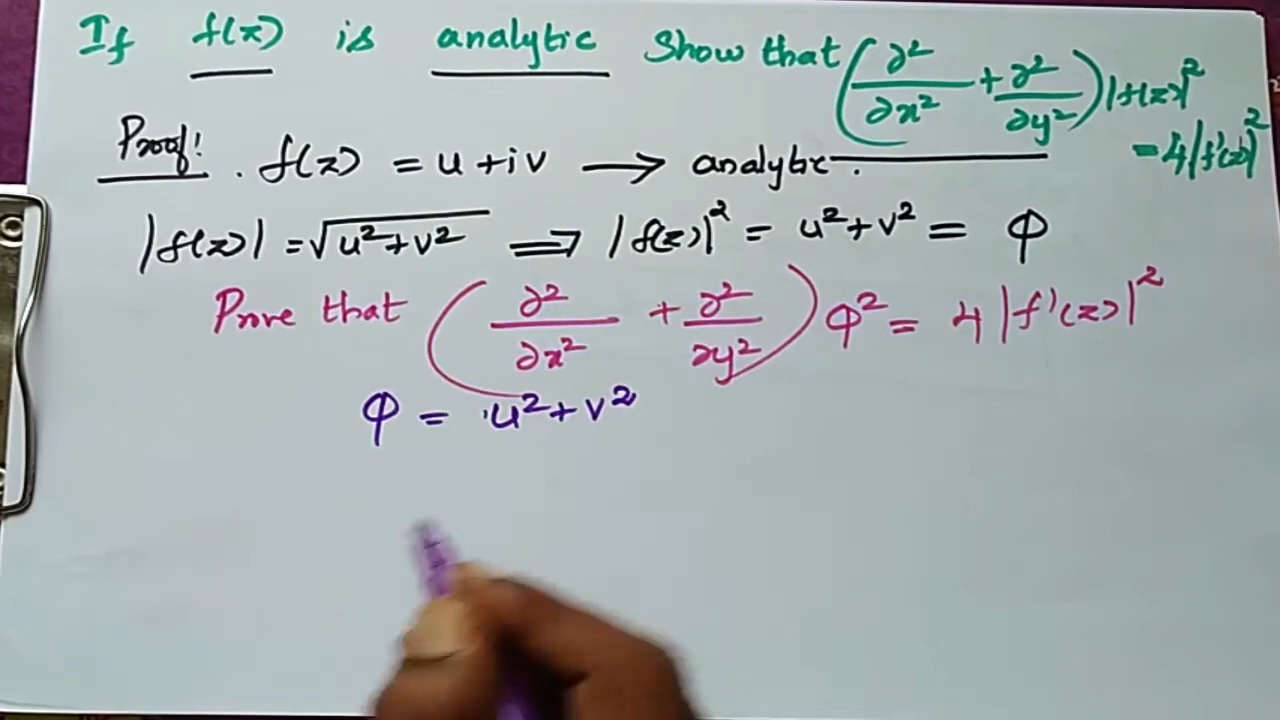 If f(z) is analytic Show that (∂²/∂x² + ∂²/∂y²)|f(z)|²
= 4|f'(z)|²
Proof! . f(z) = u + iv → analytic.
|f(z)| = √(u²+v²) ⟹ |f(z)|² = u²+v² = φ
Prove that (∂²/∂x² + ∂²/∂y²) φ² = 4|f'(z)|²
φ = u²+v²